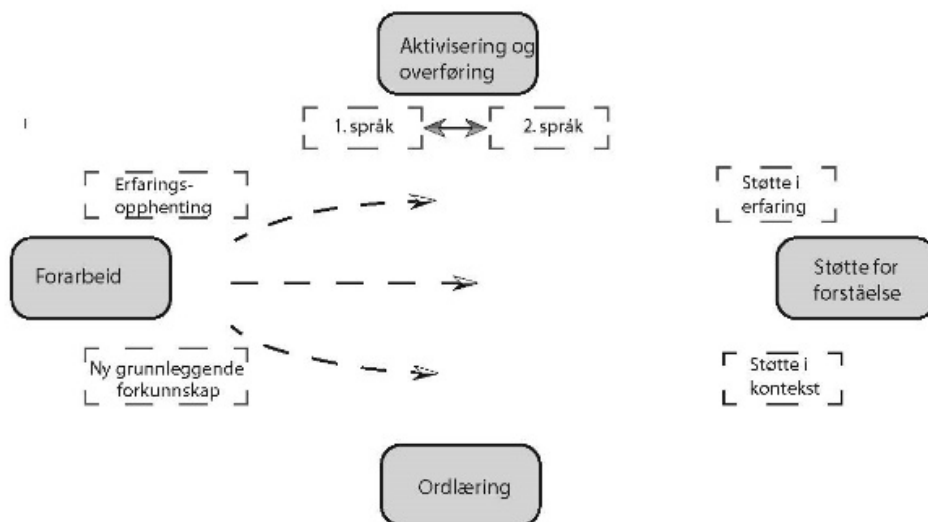 Aktivisering og
overføring
1. språk
2. språk
Erfarings-
opphenting
Støtte i
erfaring
Forarbeid
Støtte for
forståelse
Ny grunnleggende
forkunnskap
Støtte i
kontekst
Ordlæring